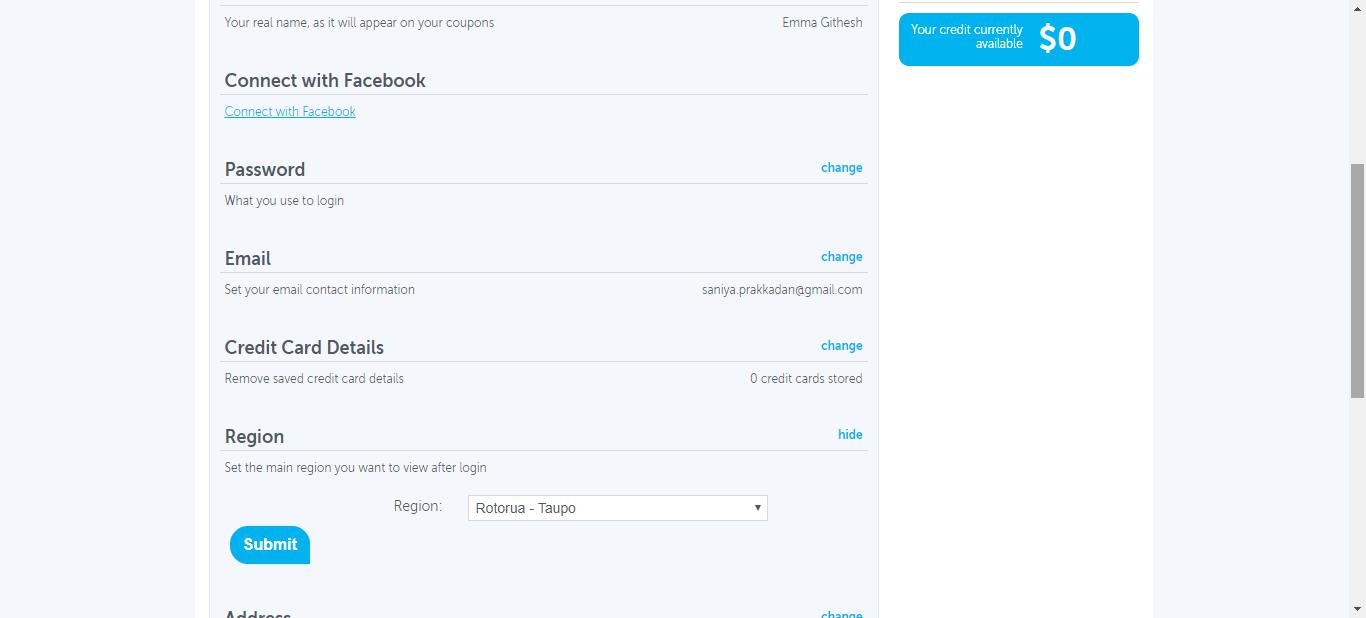 Your real name, as it will appear on your coupons Emma Githesh
Your credit currently
available $0
Connect with Facebook
Connect with Facebook
Password change
What you use to login
Email change
Set your email contact information saniya.prakkadan@gmail.com
Credit Card Details change
Remove saved credit card details 0 credit cards stored
Region hide
Set the main region you want to view after login
Region: Rotorua - Taupo
Submit
Address change